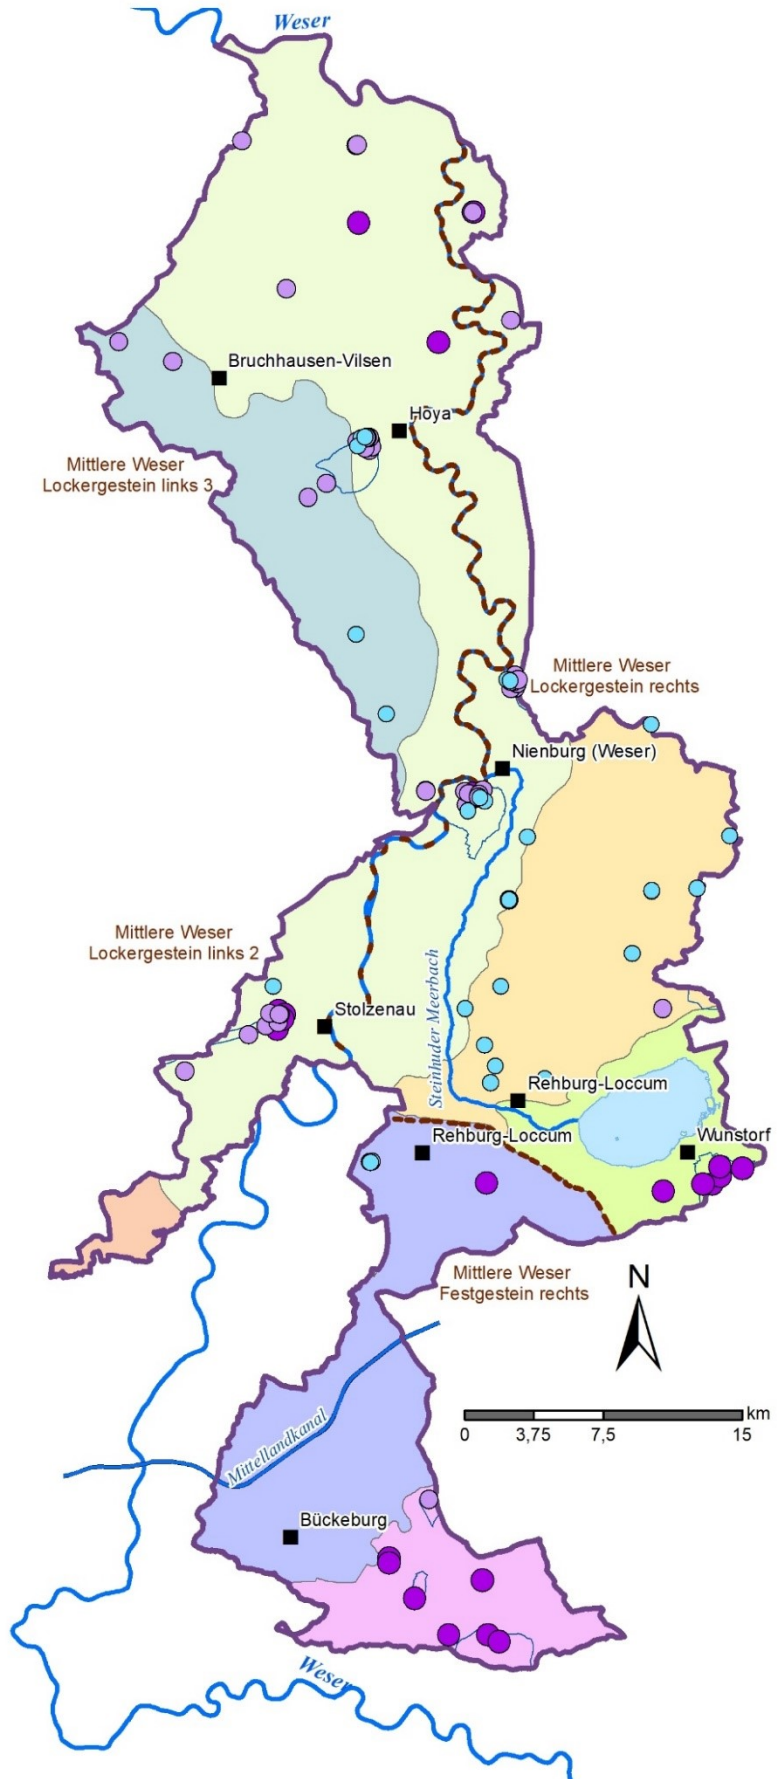 Weser
Bruchhausen-Vilsen
Hoya
Mittlere Weser
Lockergestein links 3
Mittlere Weser
Lockergestein rechts
Nienburg (Weser)
Mittlere Weser
Lockergestein links 2
Stolzenau
Steinhuder Meerbach
Rehburg-Loccum
Rehburg-Loccum
Wunstorf
Mittlere Weser
Festgestein rechts
N
km
0 3,75 7,5 15
Mittellandkanal
Bückeburg
Weser